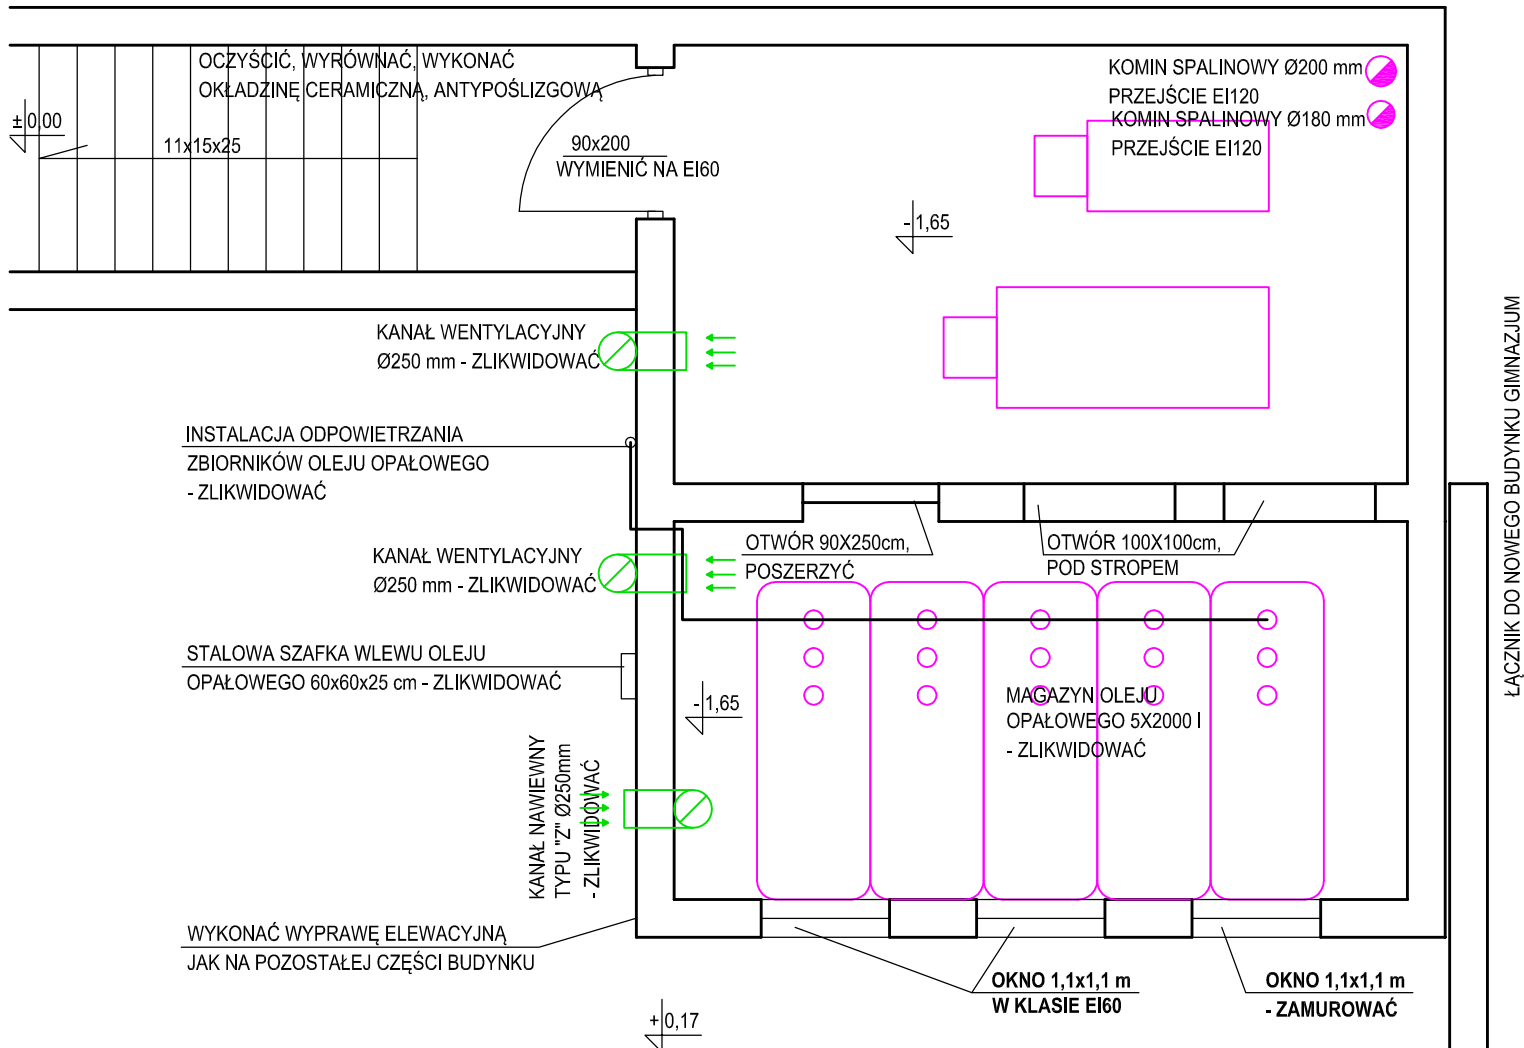 OCZYŚCIĆ, WYRÓWNAĆ, WYKONAĆ
OKŁADZINĘ CERAMICZNĄ, ANTYPOŚLIZGOWĄ
±0,00
11x15x25
90x200
WYMIENIĆ NA EI60
KOMIN SPALINOWY Ø200 mm
PRZEJŚCIE EI120
KOMIN SPALINOWY Ø180 mm
PRZEJŚCIE EI120
-1,65
KANAŁ WENTYLACYJNY
Ø250 mm - ZLIKWIDOWAĆ
INSTALACJA ODPOWIETRZANIA
ZBIORNIKÓW OLEJU OPAŁOWEGO
- ZLIKWIDOWAĆ
KANAŁ WENTYLACYJNY
Ø250 mm - ZLIKWIDOWAĆ
OTWÓR 90X250cm,
POSZERZYĆ
OTWÓR 100X100cm,
POD STROPEM
STALOWA SZAFKA WLEWU OLEJU
OPAŁOWEGO 60x60x25 cm - ZLIKWIDOWAĆ
-1,65
MAGAZYN OLEJU
OPAŁOWEGO 5X2000 l
- ZLIKWIDOWAĆ
KANAŁ NAWIEWNY
TYPU "Z" Ø250mm
- ZLIKWIDOWAĆ
WYKONAĆ WYPRAWĘ ELEWACYJNĄ
JAK NA POZOSTAŁEJ CZĘŚCI BUDYNKU
OKNO 1,1x1,1 m
W KLASIE EI60
OKNO 1,1x1,1 m
- ZAMUROWAĆ
+0,17
ŁĄCZNIK DO NOWEGO BUDYNKU GIMNAZJUM